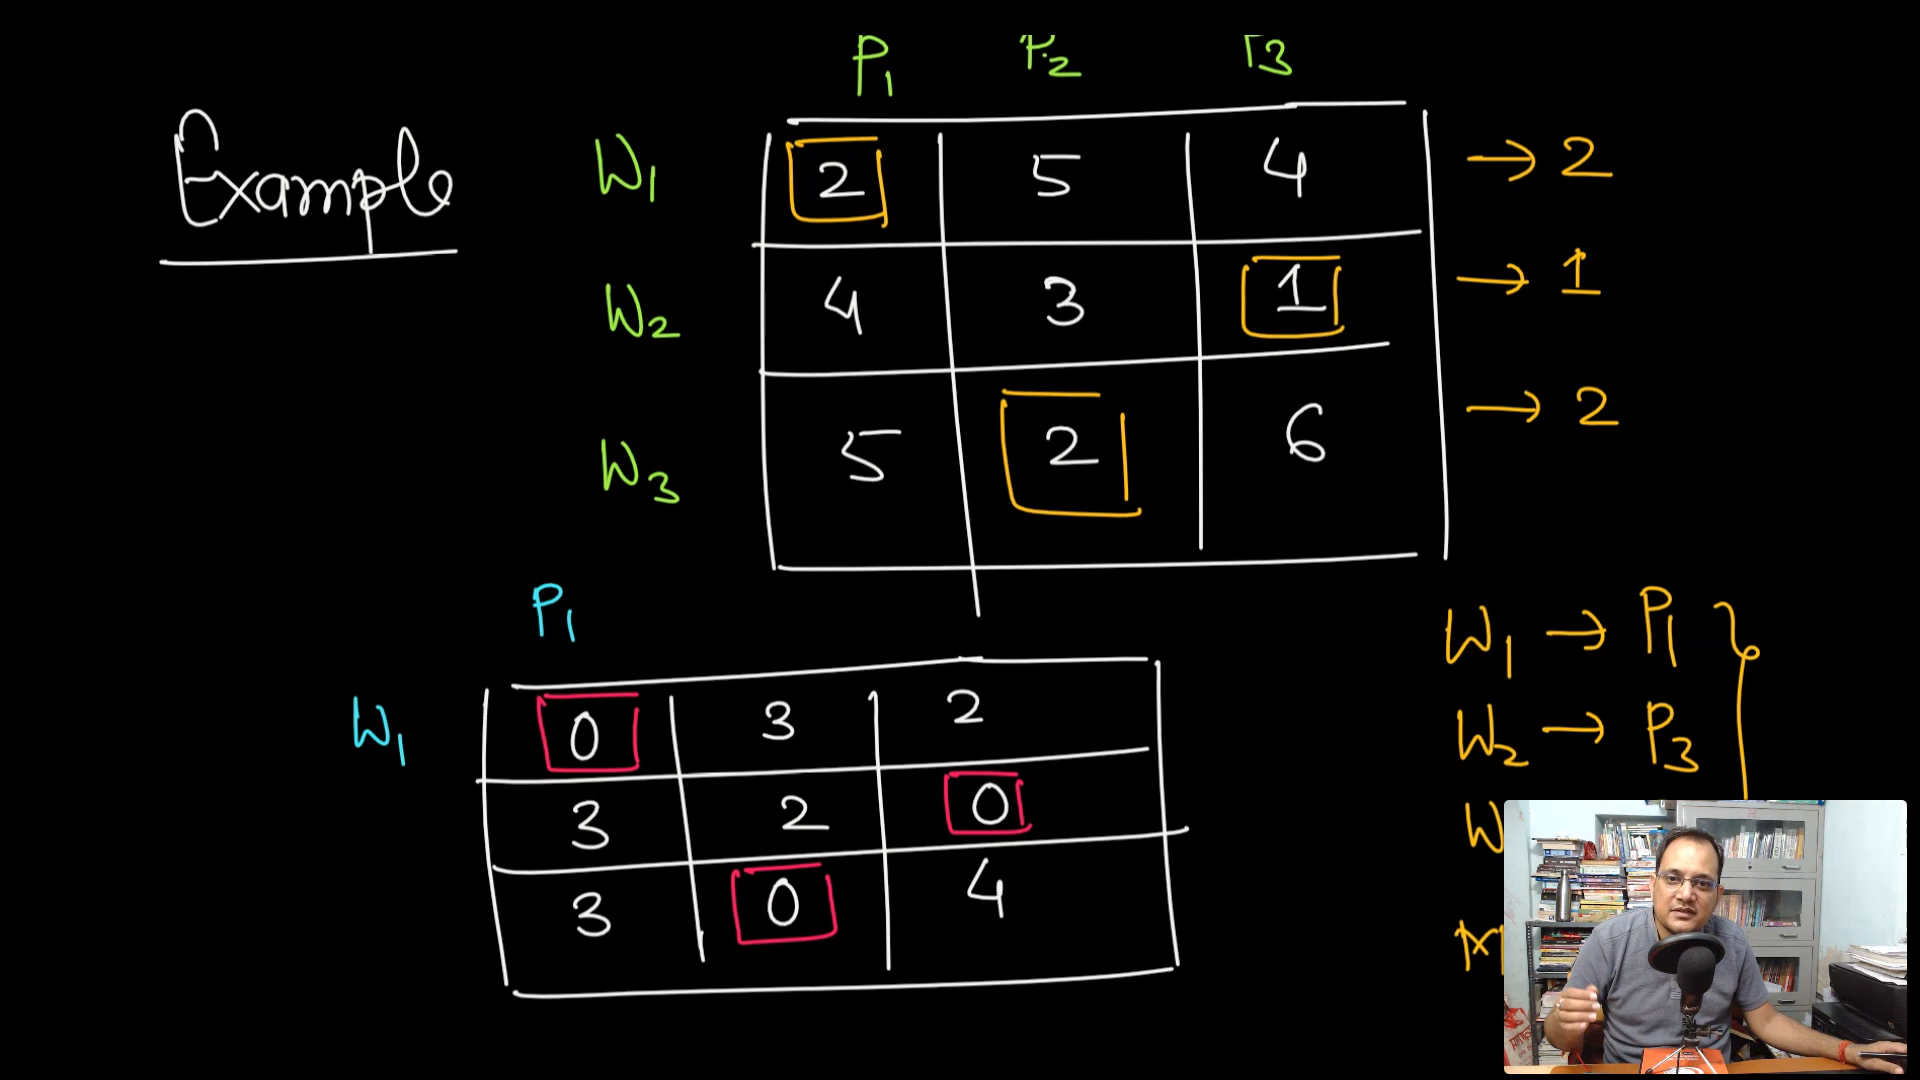 P1 P2 P3
Example
W1 2 5 4 → 2
W2 4 3 1 → 1
W3 5 2 6 → 2
P1
W1 0 3 2
3 2 0
3 0 4
W1 → P1
W2 → P3
W